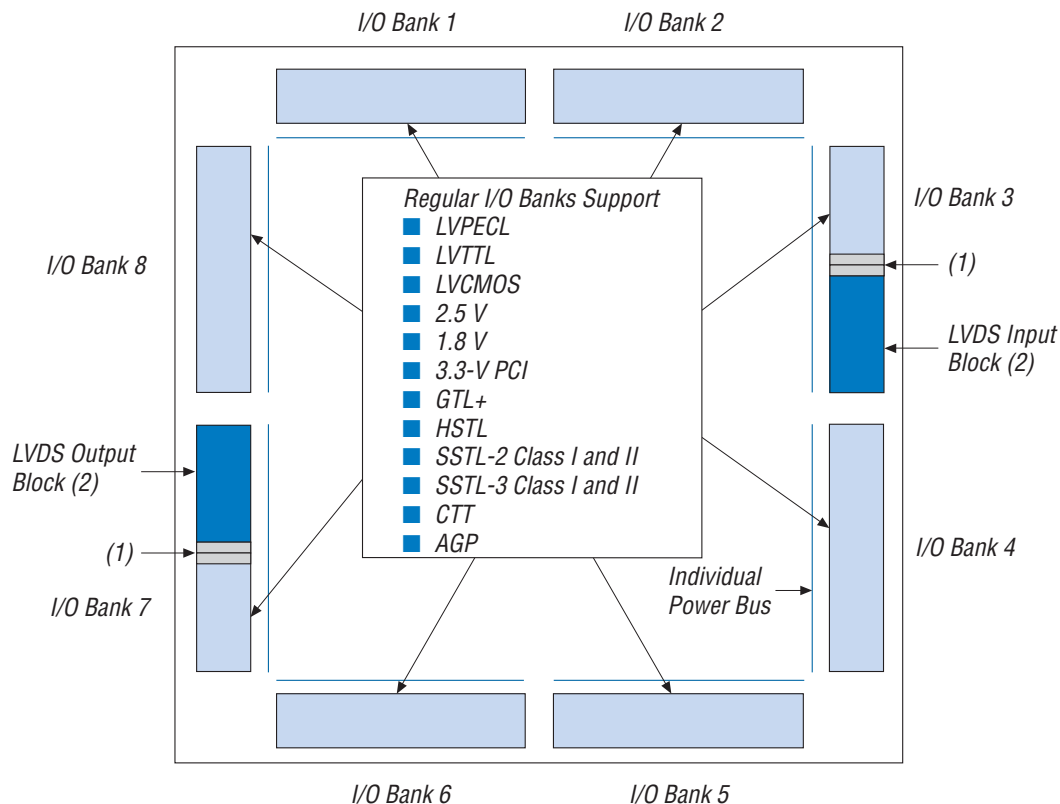 I/O Bank 1
I/O Bank 2
Regular I/O Banks Support
LVPECL
LVTTL
LVCMOS
2.5 V
1.8 V
3.3-V PCI
GTL+
HSTL
SSTL-2 Class I and II
SSTL-3 Class I and II
CTT
AGP
I/O Bank 3
(1)
LVDS Input
Block (2)
I/O Bank 8
LVDS Output
Block (2)
(1)
I/O Bank 7
I/O Bank 4
Individual
Power Bus
I/O Bank 6
I/O Bank 5